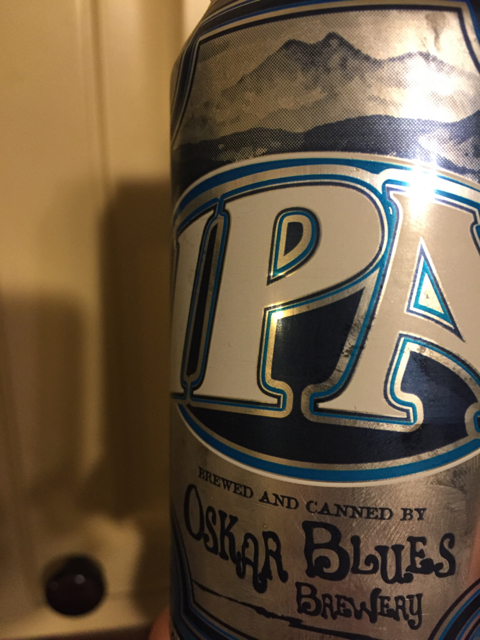 IPA
BREWED AND CANNED BY
OSKAR BLUES
BREWERY